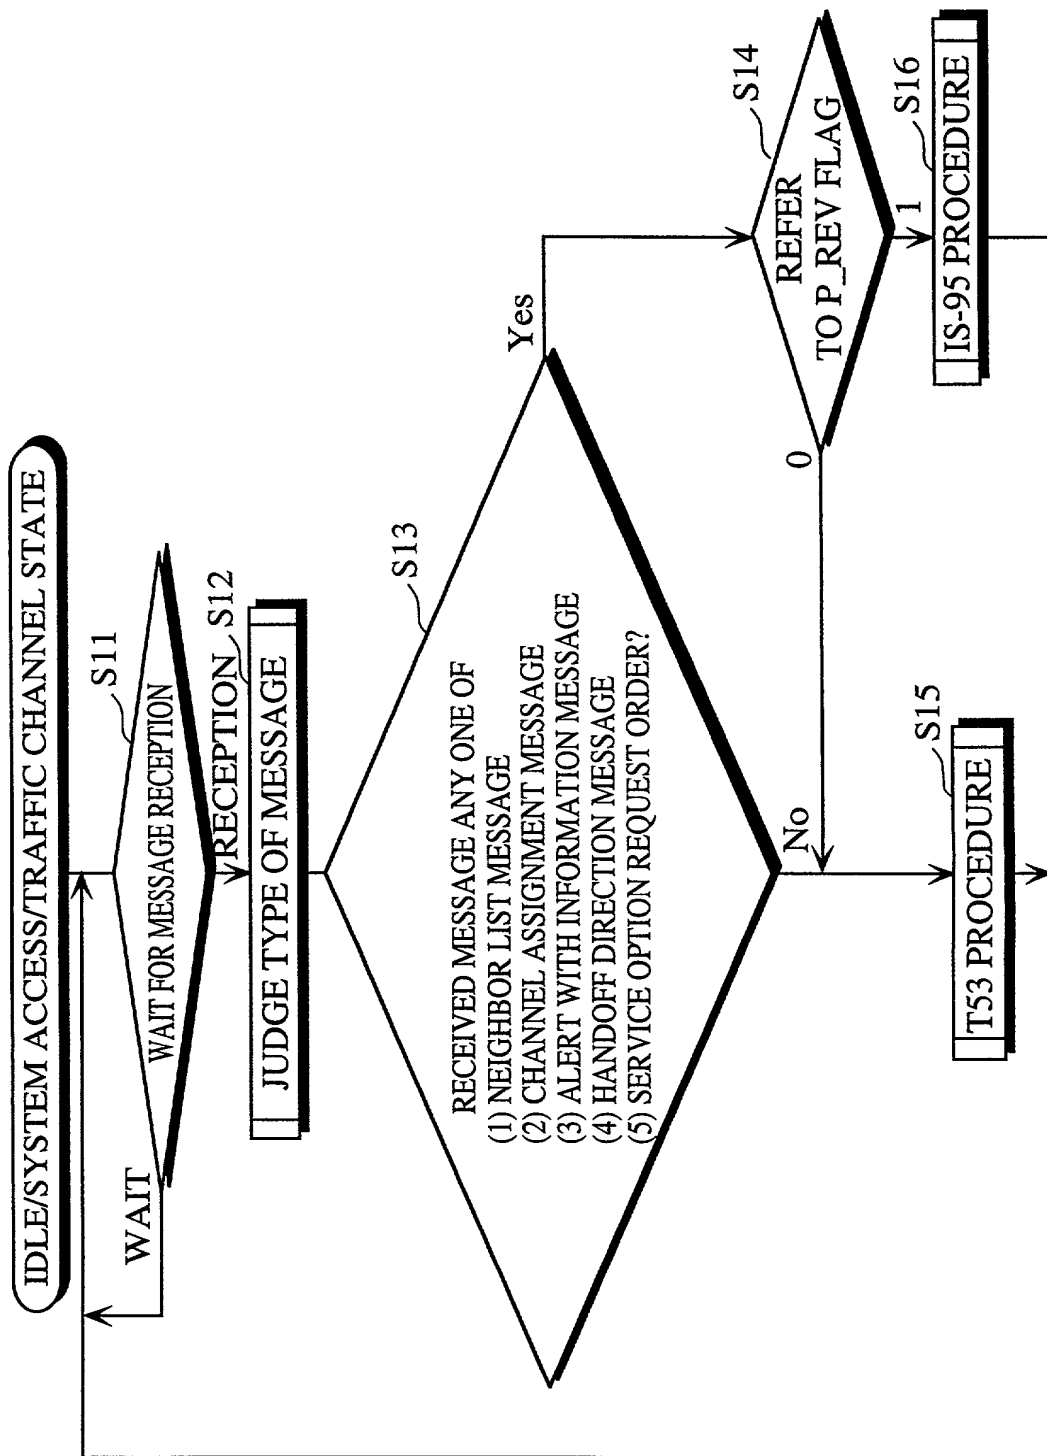 IDLE/SYSTEM ACCESS/TRAFFIC CHANNEL STATE
S11
WAIT FOR MESSAGE RECEPTION
WAIT
RECEPTION
S12
JUDGE TYPE OF MESSAGE
S13
RECEIVED MESSAGE ANY ONE OF
(1) NEIGHBOR LIST MESSAGE
(2) CHANNEL ASSIGNMENT MESSAGE
(3) ALERT WITH INFORMATION MESSAGE
(4) HANDOFF DIRECTION MESSAGE
(5) SERVICE OPTION REQUEST ORDER?
Yes
No
S14
REFER
TO P_REV FLAG
0
1
S15
T53 PROCEDURE
S16
IS-95 PROCEDURE